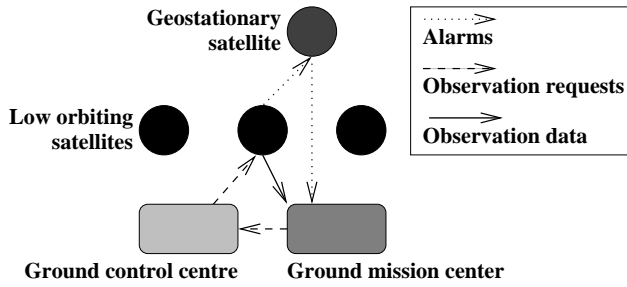 Geostationary
satellite
Alarms
Observation requests
Observation data
Low orbiting
satellites
Ground control centre
Ground mission center